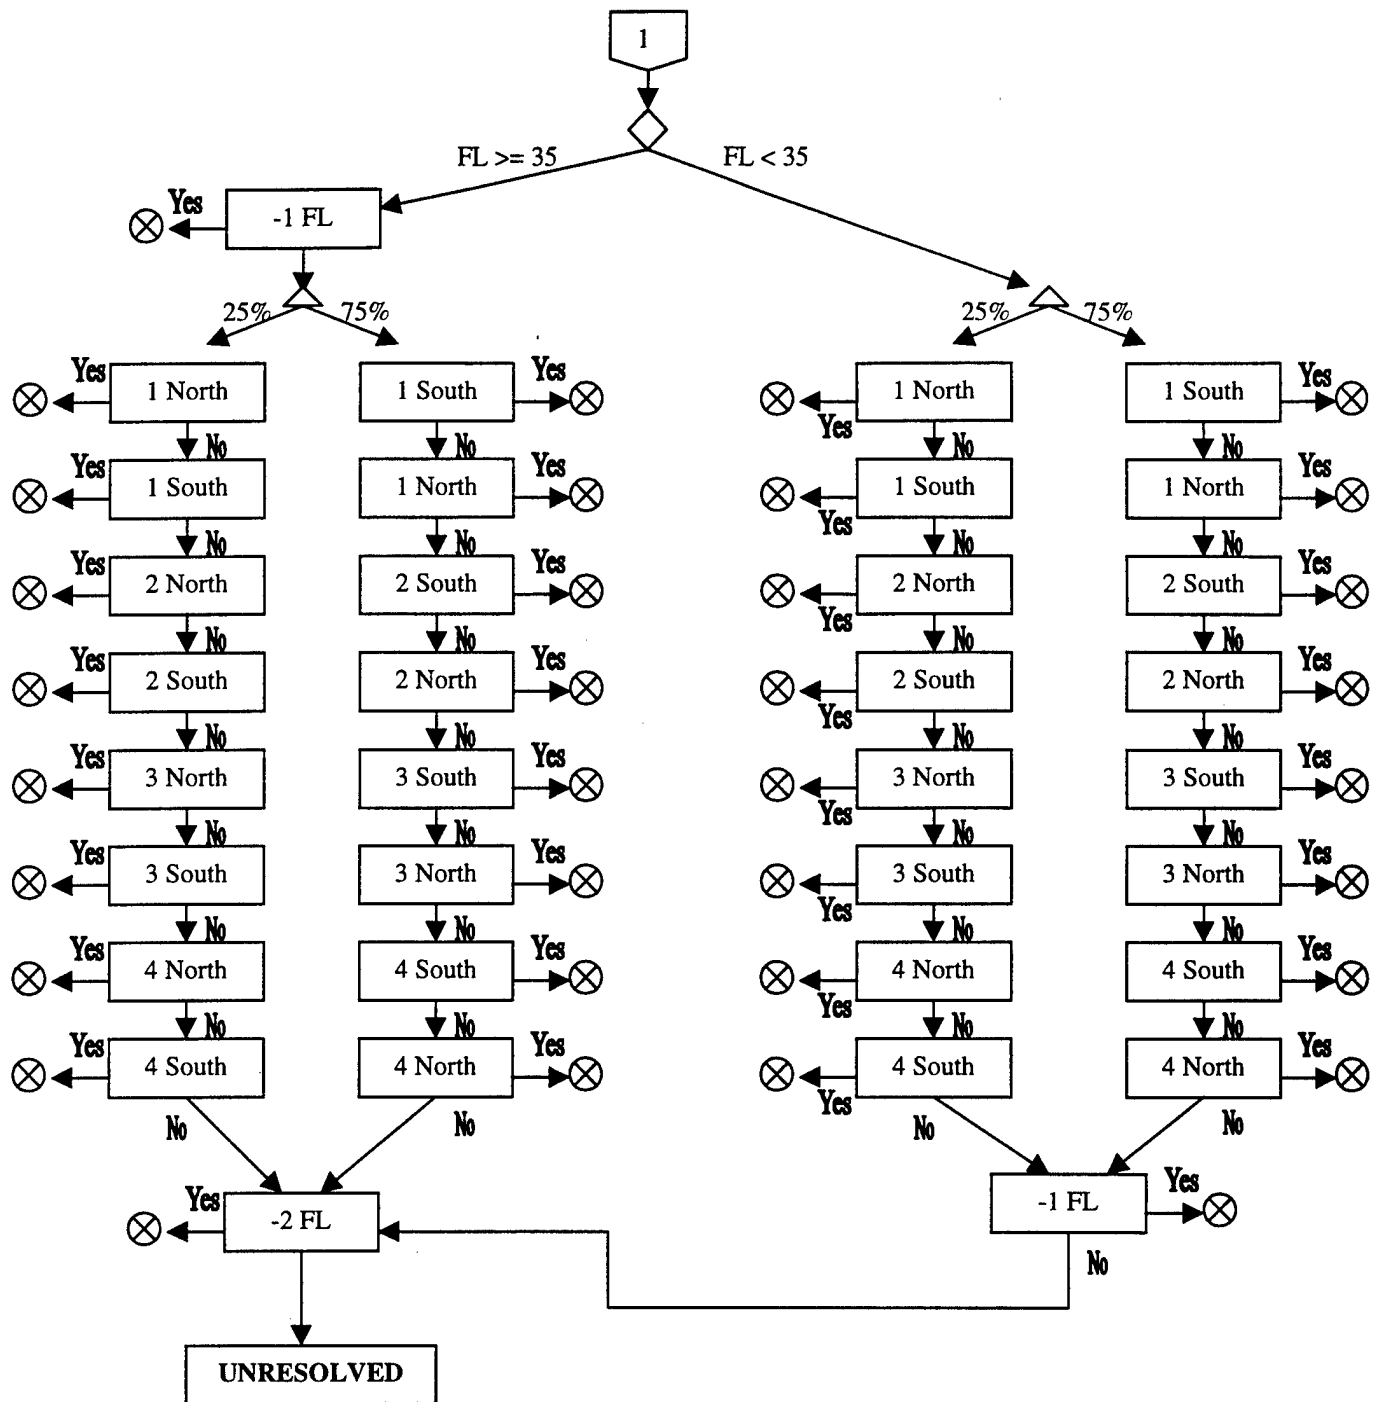 1
FL >= 35
FL < 35
Yes
-1 FL
25%
75%
25%
75%
Yes
1 North
1 South
Yes
1 North
Yes
1 South
Yes
No
No
No
No
Yes
1 South
1 North
Yes
1 South
Yes
1 North
Yes
No
No
No
No
Yes
2 North
2 South
Yes
2 North
Yes
2 South
Yes
No
No
No
No
Yes
2 South
2 North
Yes
2 South
Yes
2 North
Yes
No
No
No
No
Yes
3 North
3 South
Yes
3 North
Yes
3 South
Yes
No
No
No
No
Yes
3 South
3 North
Yes
3 South
Yes
3 North
Yes
No
No
No
No
Yes
4 North
4 South
Yes
4 North
Yes
4 South
Yes
No
No
No
No
Yes
4 South
4 North
Yes
4 South
Yes
4 North
Yes
No
No
No
No
Yes
-2 FL
-1 FL
Yes
No
UNRESOLVED